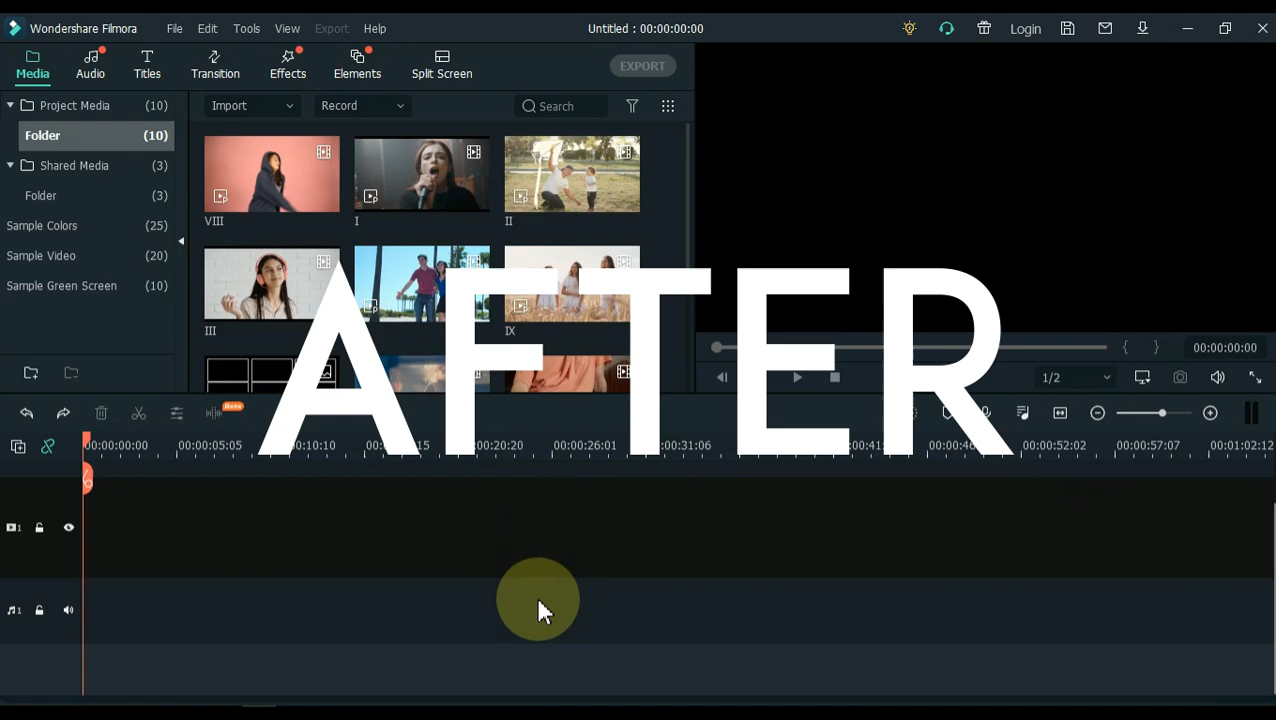 Wondershare Filmora File Edit Tools View Export Help Untitled : 00:00:00:00 Login
Media Audio Titles Transition Effects Elements Split Screen EXPORT
Project Media (10) Import Record Search
Folder (10)
Shared Media (3)
Folder (3)
Sample Colors (25)
Sample Video (20)
Sample Green Screen (10)
VIII I II
III IX
AFTER
{ } 00:00:00:00
1/2
Beta
00:00:00:00 00:00:05:05 00:00:26:01 00:00:31:06 00:00:52:02 00:00:57:07 00:01:02:12
1
1